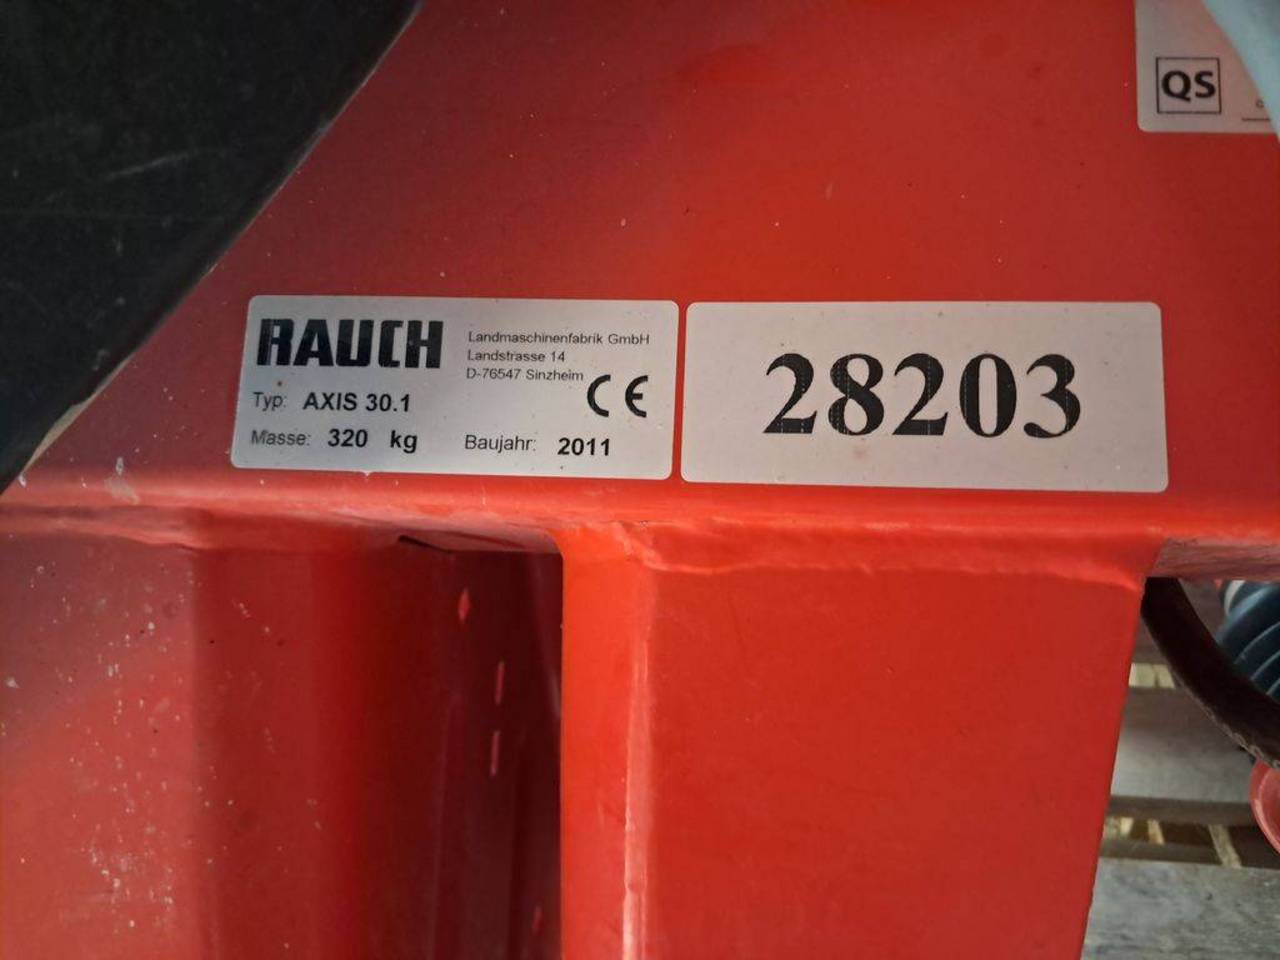 QS
RAUCH
Landmaschinenfabrik GmbH
Landstrasse 14
D-76547 Sinzheim
CE
Typ: AXIS 30.1
Masse: 320 kg
Baujahr: 2011
28203